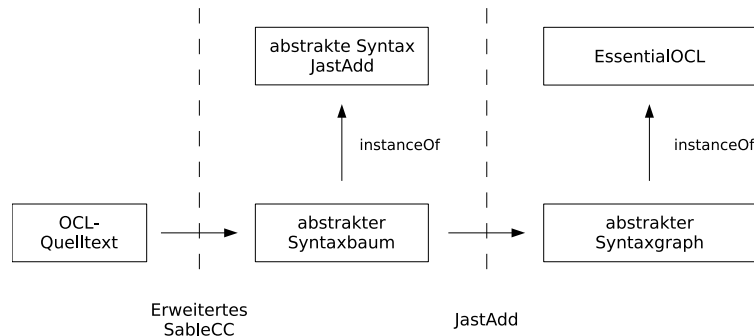 abstrakte Syntax
JastAdd
EssentialOCL
instanceOf
instanceOf
OCL-
Quelltext
abstrakter
Syntaxbaum
abstrakter
Syntaxgraph
Erweitertes
SableCC
JastAdd